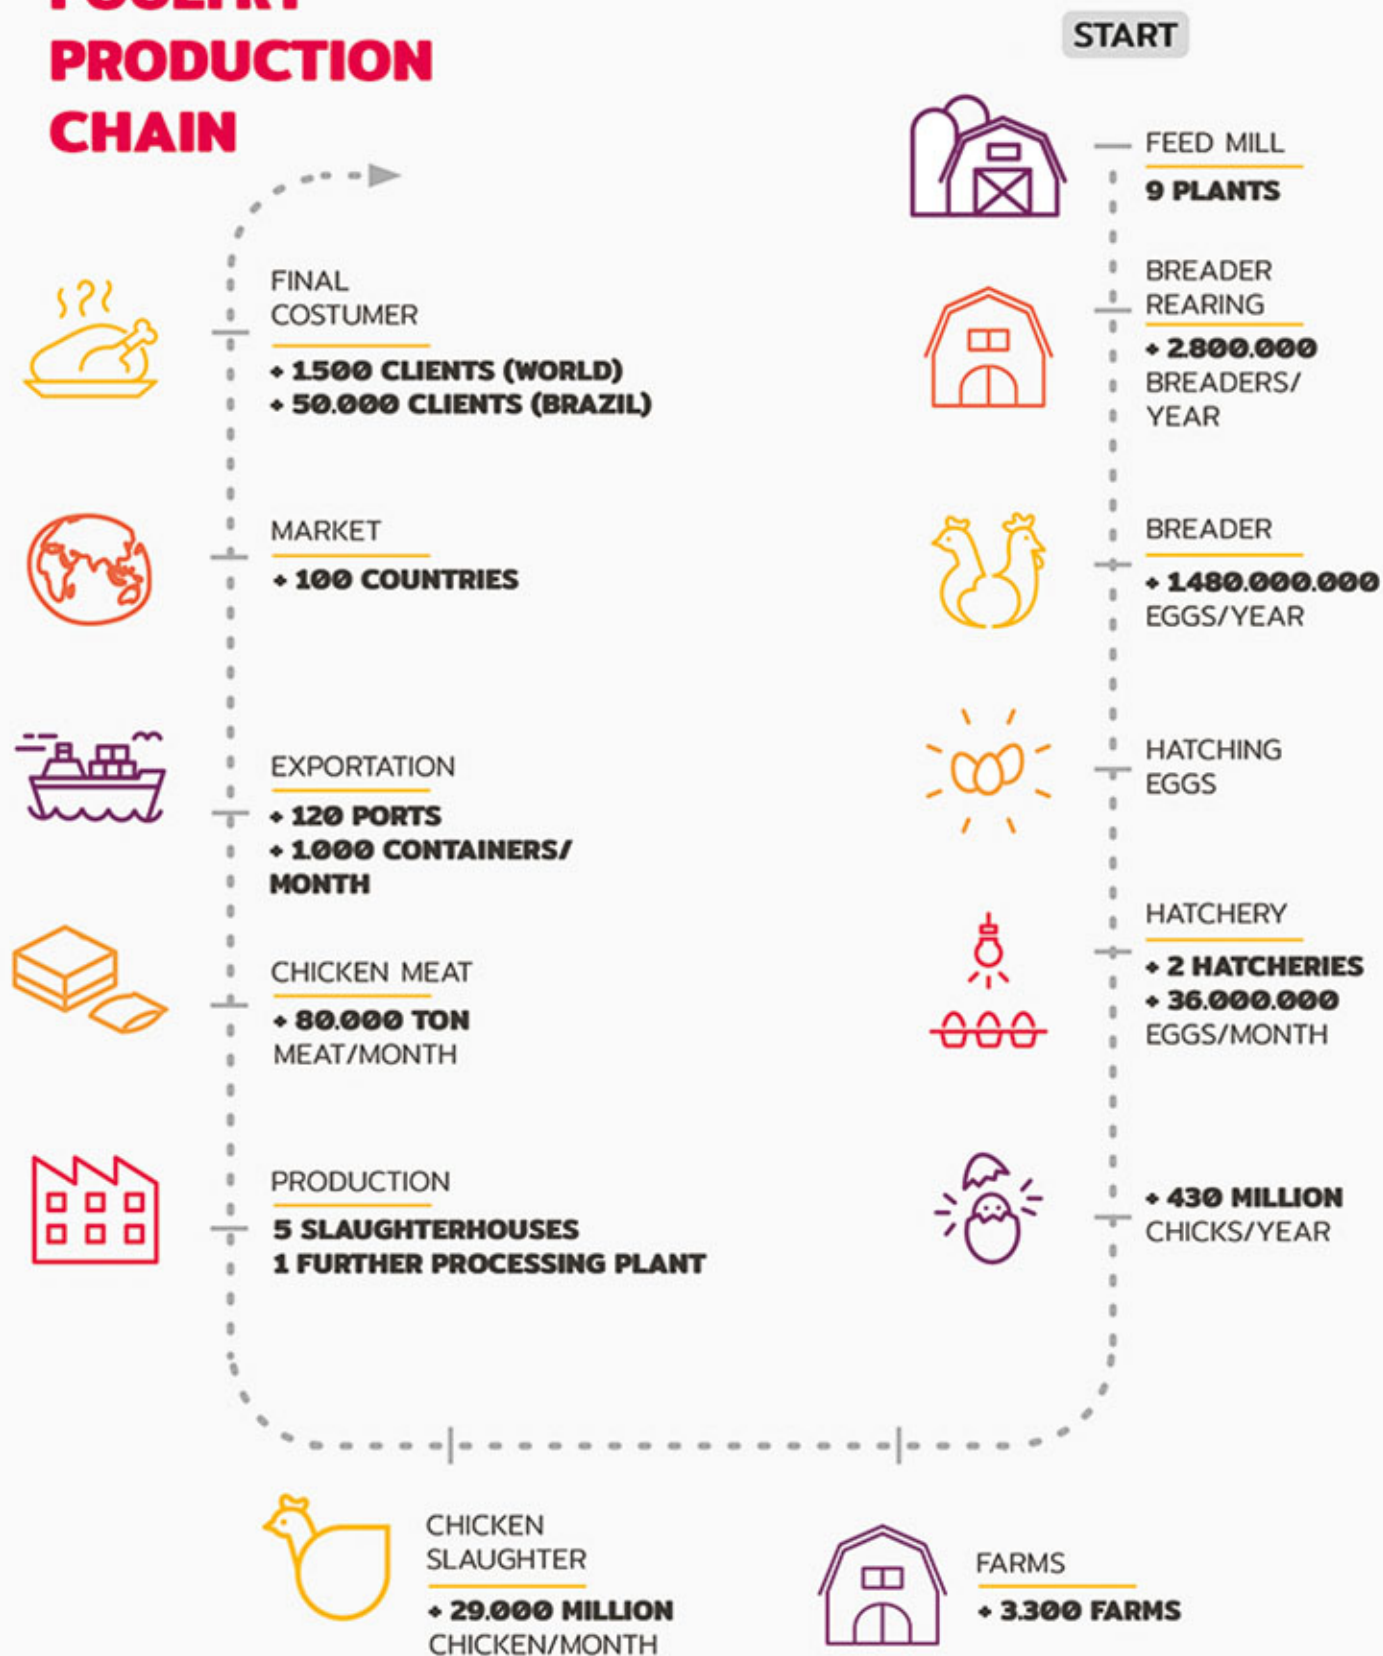 POULTRY
PRODUCTION
CHAIN
START
FEED MILL
9 PLANTS
BREADER
REARING
+ 2.800.000
BREADERS/
YEAR
BREADER
+ 1.480.000.000
EGGS/YEAR
HATCHING
EGGS
HATCHERY
+ 2 HATCHERIES
+ 36.000.000
EGGS/MONTH
+ 430 MILLION
CHICKS/YEAR
FARMS
+ 3.300 FARMS
CHICKEN
SLAUGHTER
+ 29.000 MILLION
CHICKEN/MONTH
PRODUCTION
5 SLAUGHTERHOUSES
1 FURTHER PROCESSING PLANT
CHICKEN MEAT
+ 80.000 TON
MEAT/MONTH
EXPORTATION
+ 120 PORTS
+ 1.000 CONTAINERS/
MONTH
MARKET
+ 100 COUNTRIES
FINAL
COSTUMER
+ 1.500 CLIENTS (WORLD)
+ 50.000 CLIENTS (BRAZIL)